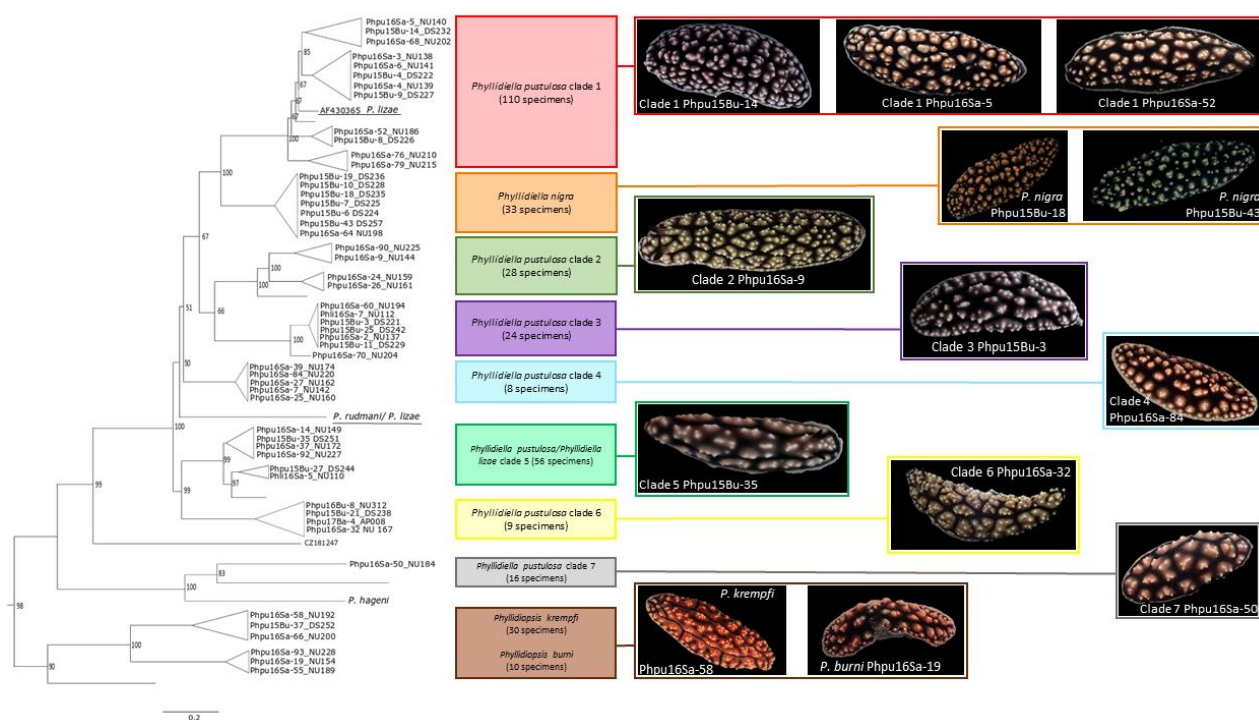 Phpu16Sa-5_NU140
Phpu15Bu-14_DS232
Phpu16Sa-68_NU202
85
Phpu16Sa-3_NU138
Phpu16Sa-6_NU141
Phpu15Bu-4_DS222
Phpu16Sa-4_NU139
Phpu15Bu-9_DS227
67
67
AF430365 P. lizae
67
Phpu16Sa-52_NU186
Phpu15Bu-8_DS226
100
Phpu16Sa-76_NU210
Phpu16Sa-79_NU215
100
Phpu15Bu-19_DS236
Phpu15Bu-10_DS228
Phpu15Bu-18_DS235
Phpu15Bu-7_DS225
Phpu15Bu-6 DS224
Phpu15Bu-43 DS257
Phpu16Sa-64 NU198
67
Phpu16Sa-90_NU225
Phpu16Sa-9_NU144
100
Phpu16Sa-24_NU159
Phpu16Sa-26_NU161
100
51
66
Phpu16Sa-60_NU194
Phli16Sa-7_NU112
Phpu15Bu-3_DS221
Phpu15Bu-25_DS242
Phpu16Sa-2_NU137
Phpu15Bu-11_DS229
100
Phpu16Sa-70_NU204
Phpu16Sa-39_NU174
Phpu16Sa-84_NU220
Phpu16Sa-27_NU162
Phpu16Sa-7_NU142
Phpu16Sa-25_NU160
P. rudmani/ P. lizae
100
Phpu16Sa-14_NU149
Phpu15Bu-35_DS251
Phpu16Sa-37_NU172
Phpu16Sa-92_NU227
99
Phpu15Bu-27_DS244
Phli16Sa-5_NU110
97
99
99
Phpu16Bu-8_NU312
Phpu15Bu-21_DS238
Phpu17Ba-4_AP008
Phpu16Sa-32 NU 167
CZ181247
Phpu16Sa-50_NU184
83
100
P. hageni
98
Phpu16Sa-58_NU192
Phpu15Bu-37_DS252
Phpu16Sa-66_NU200
100
Phpu16Sa-93_NU228
Phpu16Sa-19_NU154
Phpu16Sa-55_NU189
100
0.2
Phyllidiella pustulosa clade 1
(110 specimens)
Phyllidiella nigra
(33 specimens)
Phyllidiella pustulosa clade 2
(28 specimens)
Phyllidiella pustulosa clade 3
(24 specimens)
Phyllidiella pustulosa clade 4
(8 specimens)
Phyllidiella pustulosa/Phyllidiella
lizae clade 5 (56 specimens)
Phyllidiella pustulosa clade 6
(9 specimens)
Phyllidiella pustulosa clade 7
(16 specimens)
Phyllidiopsis krempfi
(30 specimens)
Phyllidiopsis burni
(10 specimens)
Clade 1 Phpu15Bu-14
Clade 1 Phpu16Sa-5
Clade 1 Phpu16Sa-52
P. nigra
Phpu15Bu-18
P. nigra
Phpu15Bu-43
Clade 2 Phpu16Sa-9
Clade 3 Phpu15Bu-3
Clade 4
Phpu16Sa-84
Clade 5 Phpu15Bu-35
Clade 6 Phpu16Sa-32
Clade 7 Phpu16Sa-50
P. krempfi
Phpu16Sa-58
P. burni Phpu16Sa-19